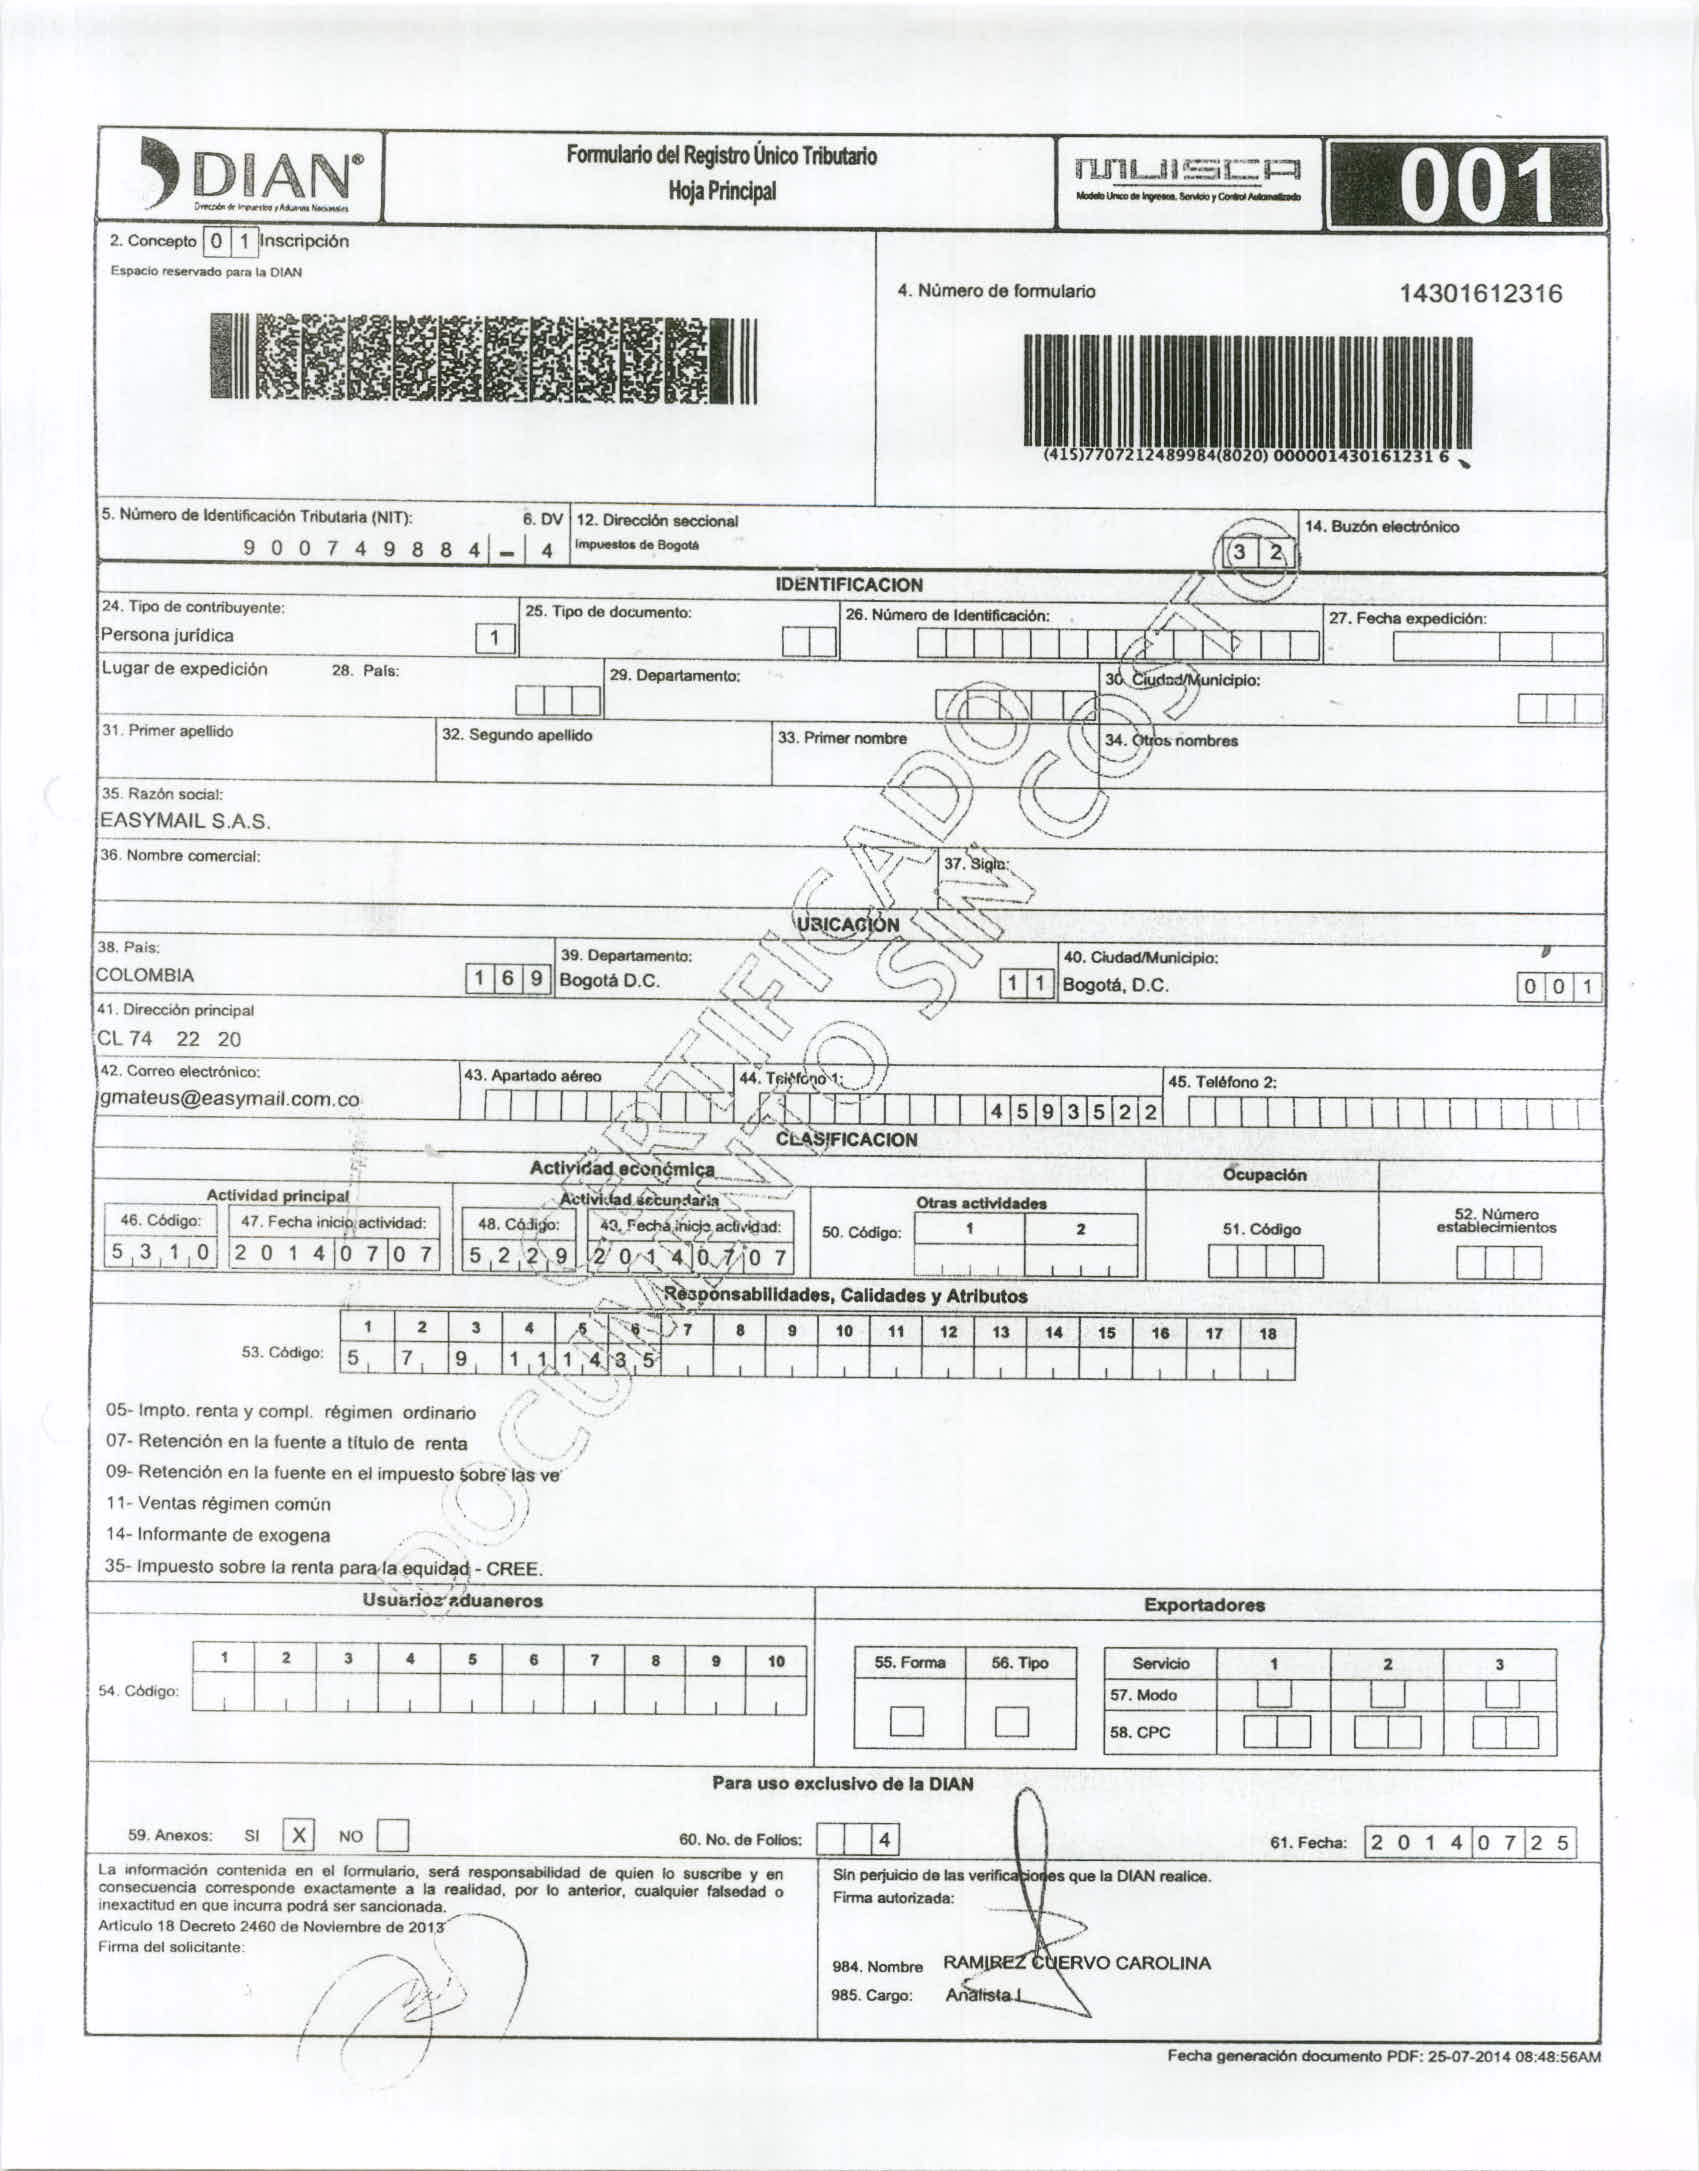 DIAN®
Dirección de Impuestos y Aduanas Nacionales
Formulario del Registro Único Tributario
Hoja Principal
MUISCA
Modelo Unico de Ingresos, Servicio y Control Automatizado
001
2. Concepto 0 1 Inscripción
Espacio reservado para la DIAN
4. Número de formulario 14301612316
(415)7707212489984(8020) 000001430161231 6
5. Número de Identificación Tributaria (NIT): 6. DV 12. Dirección seccional 14. Buzón electrónico
9 0 0 7 4 9 8 8 4 - 4 Impuestos de Bogotá 3 2
IDENTIFICACION
24. Tipo de contribuyente: 25. Tipo de documento: 26. Número de Identificación: 27. Fecha expedición:
Persona jurídica 1
Lugar de expedición 28. País: 29. Departamento: 30. Ciudad/Municipio:
31. Primer apellido 32. Segundo apellido 33. Primer nombre 34. Otros nombres
35. Razón social:
EASYMAIL S.A.S.
36. Nombre comercial: 37. Sigla:
UBICACIÓN
38. País: 39. Departamento: 40. Ciudad/Municipio:
COLOMBIA 1 6 9 Bogotá D.C. 1 1 Bogotá, D.C. 0 0 1
41. Dirección principal
CL 74 22 20
42. Correo electrónico: 43. Apartado aéreo 44. Teléfono 1: 45. Teléfono 2:
gmateus@easymail.com.co 4 5 9 3 5 2 2
CLASIFICACION
Actividad económica Ocupación
Actividad principal Actividad secundaria Otras actividades 52. Número establecimientos
46. Código: 47. Fecha inicio actividad: 48. Código: 49. Fecha inicio actividad: 50. Código: 1 2 51. Código
5 3 1 0 2 0 1 4 0 7 0 7 5 2 2 9 2 0 1 4 0 7 0 7
Responsabilidades, Calidades y Atributos
1 2 3 4 5 6 7 8 9 10 11 12 13 14 15 16 17 18
53. Código: 5 7 9 1 1 1 4 3 5
05- Impto. renta y compl. régimen ordinario
07- Retención en la fuente a título de renta
09- Retención en la fuente en el impuesto sobre las ve
11- Ventas régimen común
14- Informante de exogena
35- Impuesto sobre la renta para la equidad - CREE.
CERTIFICADO
DOCUMENTO SIN COSTO
Usuarios aduaneros Exportadores
1 2 3 4 5 6 7 8 9 10 55. Forma 56. Tipo Servicio 1 2 3
54. Código: 57. Modo
58. CPC
Para uso exclusivo de la DIAN
59. Anexos: SI X NO 60. No. de Folios: 4 61. Fecha: 2 0 1 4 0 7 2 5
La información contenida en el formulario, será responsabilidad de quien lo suscribe y en
consecuencia corresponde exactamente a la realidad, por lo anterior, cualquier falsedad o
inexactitud en que incurra podrá ser sancionada.
Artículo 18 Decreto 2460 de Noviembre de 2013
Firma del solicitante:
Sin perjuicio de las verificaciones que la DIAN realice.
Firma autorizada:
984. Nombre RAMIREZ CUERVO CAROLINA
985. Cargo: Analista I
Fecha generación documento PDF: 25-07-2014 08:48:56AM